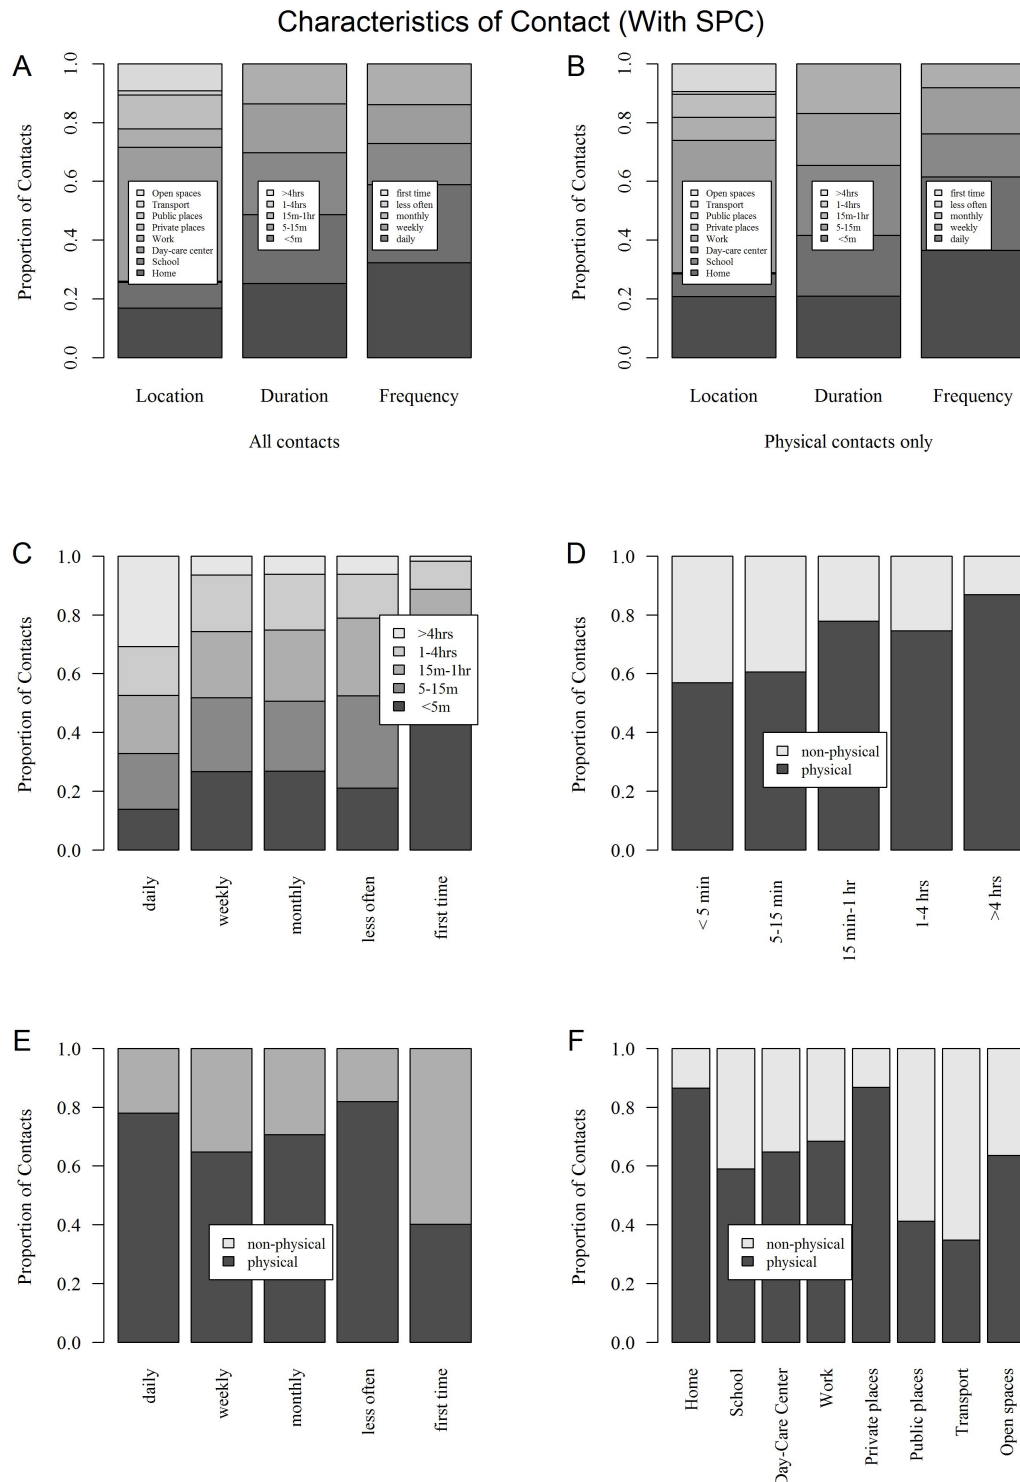 Characteristics of Contact (With SPC)
A
Proportion of Contacts
1.0
0.8
0.6
0.4
0.2
0.0
Open spaces
Transport
Public places
Private places
Work
Day-care center
School
Home
>4hrs
1-4hrs
15m-1hr
5-15m
<5m
first time
less often
monthly
weekly
daily
Location Duration Frequency
All contacts
B
Proportion of Contacts
1.0
0.8
0.6
0.4
0.2
0.0
Open spaces
Transport
Public places
Private places
Work
Day-care center
School
Home
>4hrs
1-4hrs
15m-1hr
5-15m
<5m
first time
less often
monthly
weekly
daily
Location Duration Frequency
Physical contacts only
C
Proportion of Contacts
1.0
0.8
0.6
0.4
0.2
0.0
>4hrs
1-4hrs
15m-1hr
5-15m
<5m
daily
weekly
monthly
less often
first time
D
Proportion of Contacts
1.0
0.8
0.6
0.4
0.2
0.0
non-physical
physical
< 5 min
5-15 min
15 min-1 hr
1-4 hrs
>4 hrs
E
Proportion of Contacts
1.0
0.8
0.6
0.4
0.2
0.0
non-physical
physical
daily
weekly
monthly
less often
first time
F
Proportion of Contacts
1.0
0.8
0.6
0.4
0.2
0.0
non-physical
physical
Home
School
Day-Care Center
Work
Private places
Public places
Transport
Open spaces